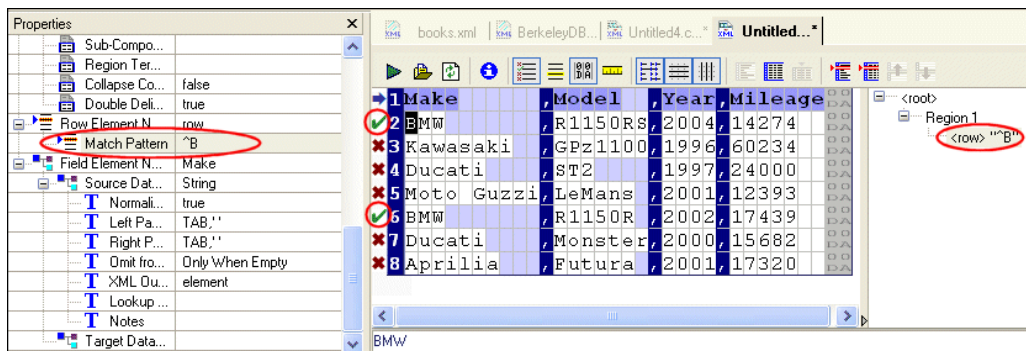 Properties
Sub-Compo...
Region Ter...
Collapse Co... false
Double Deli... true
Row Element N... row
Match Pattern ^B
Field Element N... Make
Source Dat... String
Normali... true
Left Pa... TAB,' '
Right P... TAB,' '
Omit fro... Only When Empty
XML Ou... element
Lookup ...
Notes
Target Data...
books.xml BerkeleyDB... Untitled4.c...* Untitled...*
1 Make ,Model ,Year,Mileage
2 BMW ,R1150RS,2004,14274
3 Kawasaki ,GPz1100,1996,60234
4 Ducati ,ST2 ,1997,24000
5 Moto Guzzi,LeMans ,2001,12393
6 BMW ,R1150R ,2002,17439
7 Ducati ,Monster,2000,15682
8 Aprilia ,Futura ,2001,17320
BMW
<root>
Region 1
<row> "^B"